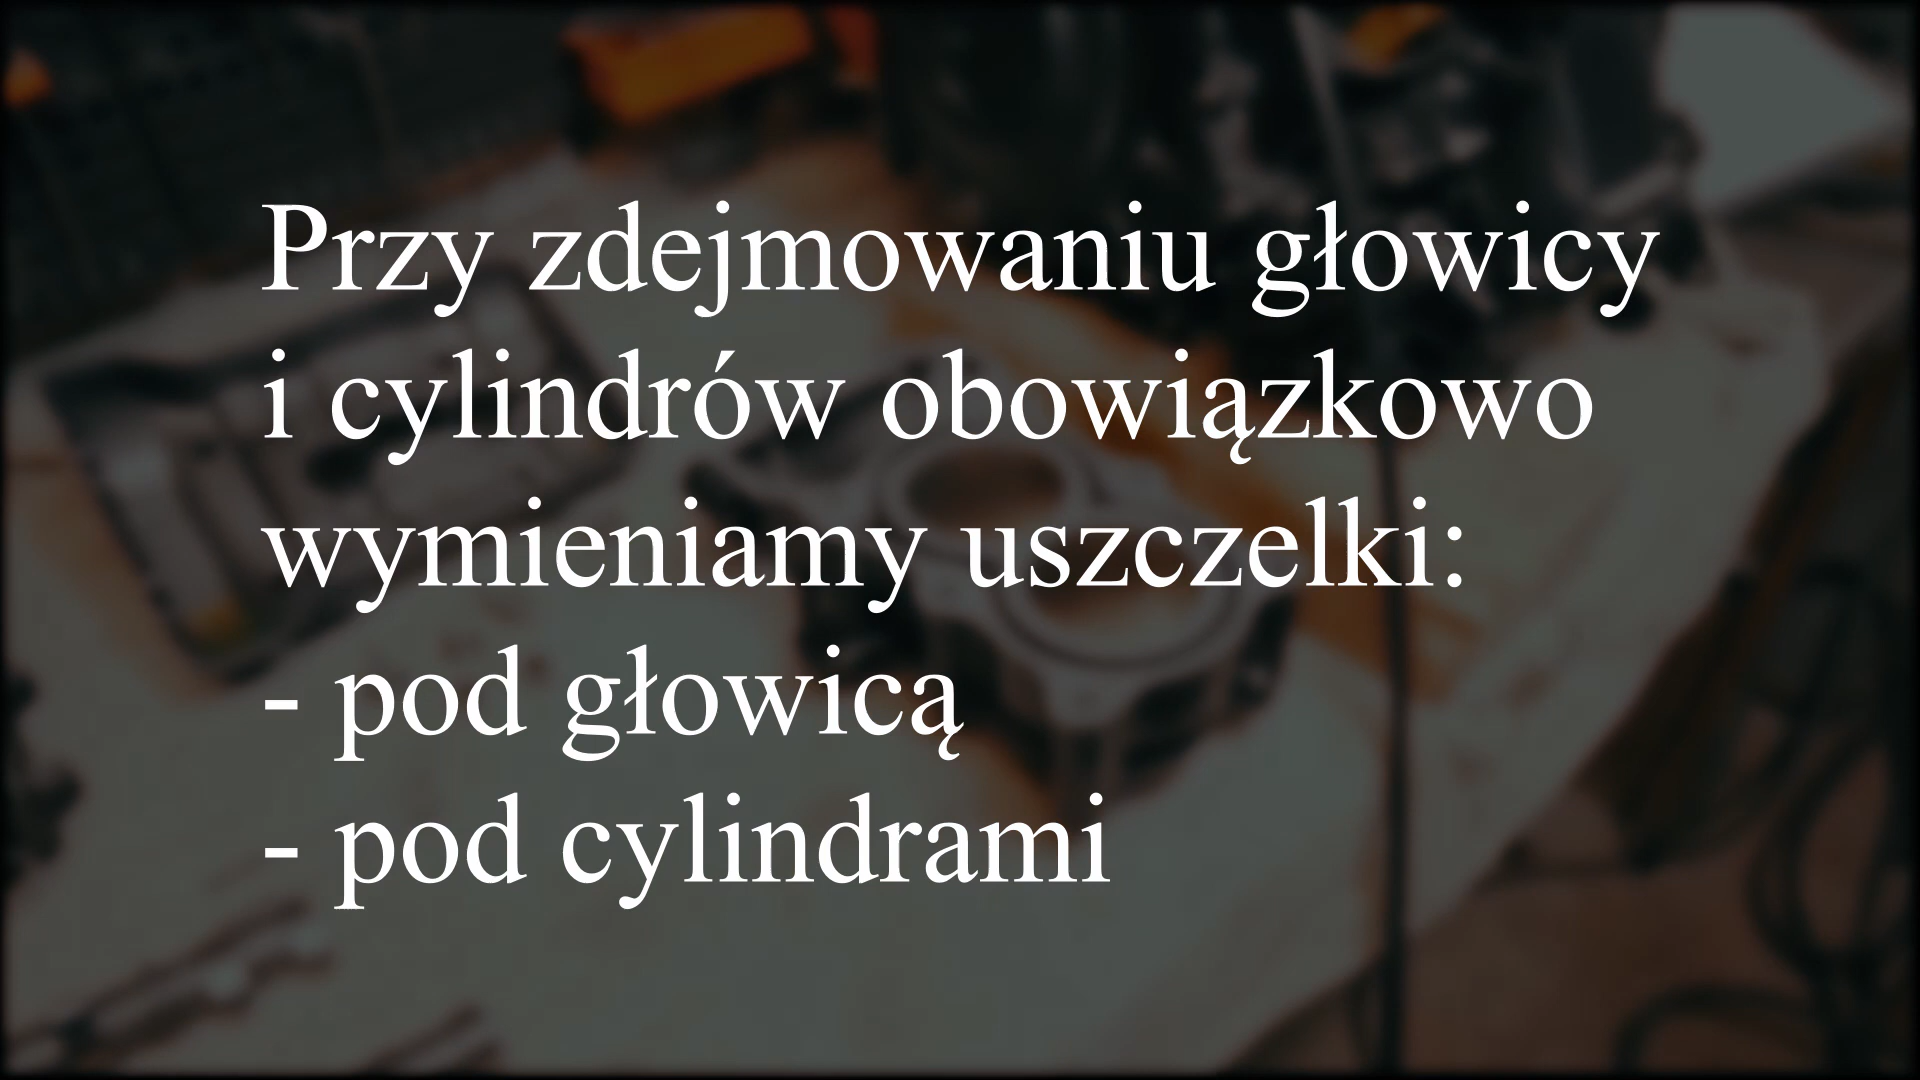 Przy zdejmowaniu głowicy
i cylindrów obowiązkowo
wymieniamy uszczelki:
- pod głowicą
- pod cylindrami